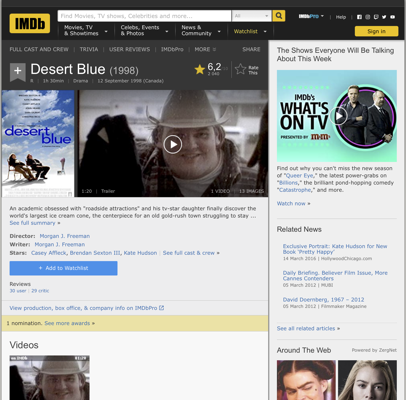 IMDb
Find Movies, TV shows, Celebrities and more...
All
IMDbPro
Help
Movies, TV
& Showtimes
Celebs, Events
& Photos
News &
Community
Watchlist
Sign in
FULL CAST AND CREW | TRIVIA | USER REVIEWS | IMDbPro | MORE
SHARE
Desert Blue (1998)
1h 30min | Drama | 12 September 1998 (Canada)
6,2
Rate
This
desert
blue
1:20 | Trailer
1 VIDEO
13 IMAGES
An academic obsessed with "roadside attractions" and his tv-star daughter finally discover the
world's largest ice cream cone, the centerpiece for an old gold-rush town struggling to stay ...
See full summary »
Director: Morgan J. Freeman
Writer: Morgan J. Freeman
Stars: Casey Affleck, Brendan Sexton III, Kate Hudson | See full cast & crew »
+ Add to Watchlist
Reviews
30 user | 29 critic
View production, box office, & company info on IMDbPro
1 nomination. See more awards »
Videos
The Shows Everyone Will Be Talking
About This Week
IMDb's
WHAT'S
ON TV
PRESENTED BY m&m's
Find out why you can't miss the new season
of "Queer Eye," the latest power-grabs on
"Billions," the brilliant pond-hopping comedy
"Catastrophe," and more.
Watch now »
Related News
Exclusive Portrait: Kate Hudson for
New Book 'Pretty Happy'
14 March 2016 | HollywoodChicago.com
Daily Briefing. Believer Film Issue, More
Cannes Contenders
05 March 2012 | MUBI
David Doernberg, 1967 – 2012
05 March 2012 | Filmmaker Magazine
See all related articles »
Around The Web
Powered by ZergNet